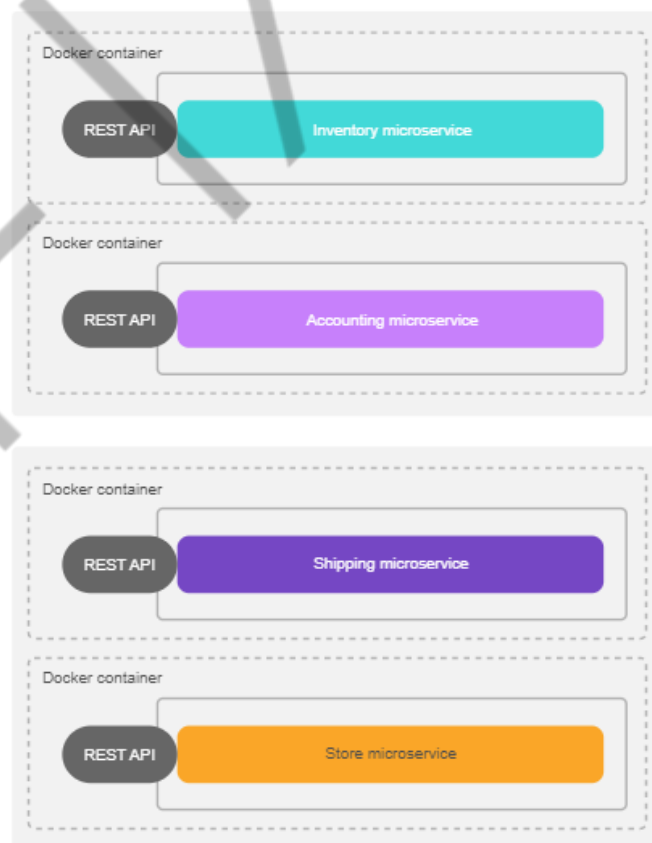 Docker container
REST API
Inventory microservice
Docker container
REST API
Accounting microservice
Docker container
REST API
Shipping microservice
Docker container
REST API
Store microservice